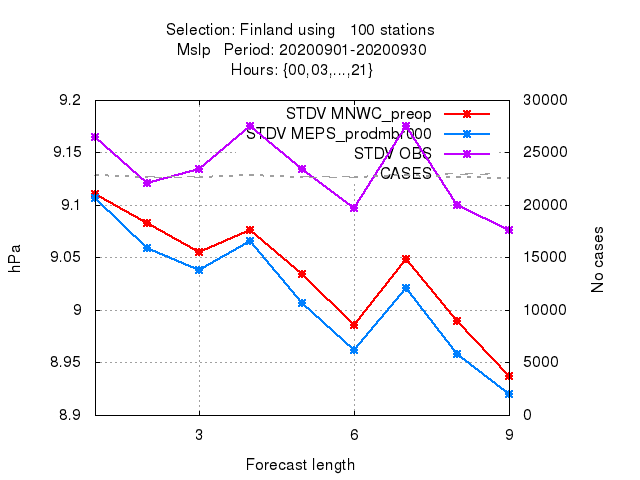 Selection: Finland using   100 stations
Mslp   Period: 20200901-20200930
Hours: {00,03,...,21}
9.2
9.15
9.1
9.05
9
8.95
8.9
hPa
STDV MNWC_preop
STDV MEPS_prodmbr000
STDV OBS
CASES
30000
25000
20000
15000
10000
5000
0
No cases
3
6
9
Forecast length